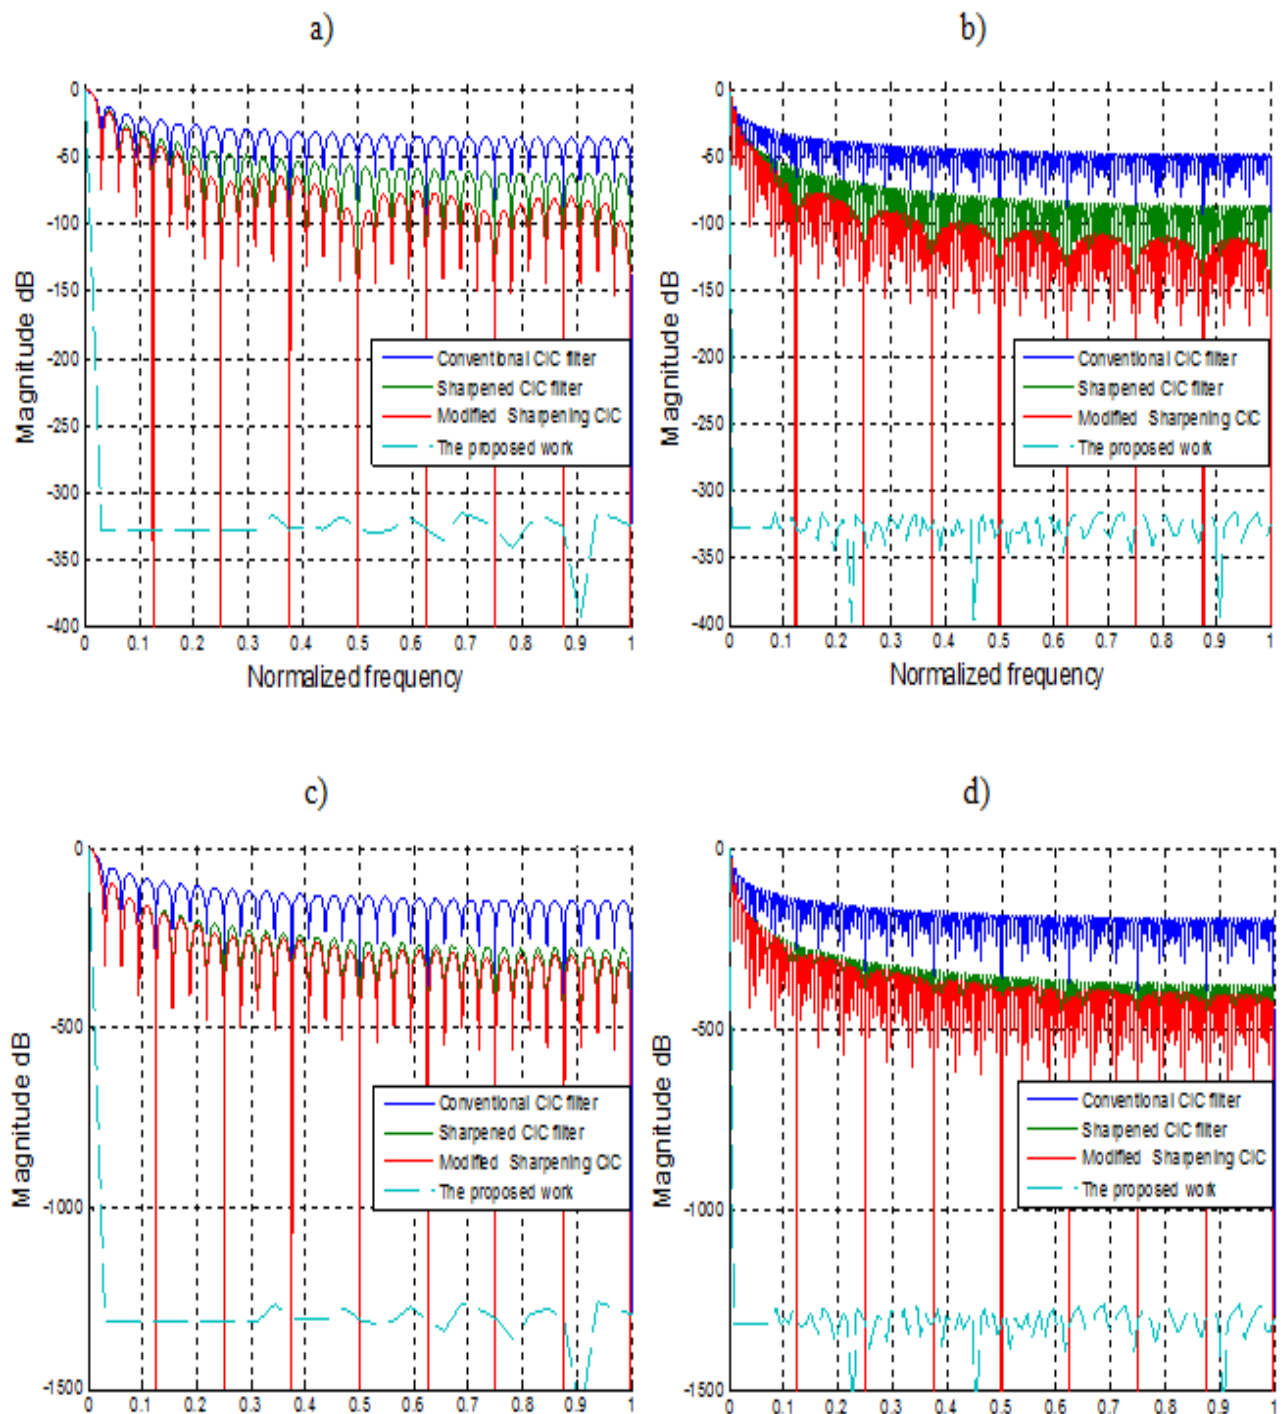 a)
0
-50
-100
-150
-200
-250
-300
-350
-400
Magnitude dB
Conventional CIC filter
Sharpened CIC filter
Modified Sharpening CIC
The proposed work
0 0.1 0.2 0.3 0.4 0.5 0.6 0.7 0.8 0.9 1
Normalized frequency
b)
0
-50
-100
-150
-200
-250
-300
-350
-400
Magnitude dB
Conventional CIC filter
Sharpened CIC filter
Modified Sharpening CIC
The proposed work
0 0.1 0.2 0.3 0.4 0.5 0.6 0.7 0.8 0.9 1
Normalized frequency
c)
0
-500
-1000
-1500
Magnitude dB
Conventional CIC filter
Sharpened CIC filter
Modified Sharpening CIC
The proposed work
0 0.1 0.2 0.3 0.4 0.5 0.6 0.7 0.8 0.9 1
d)
0
-500
-1000
-1500
Magnitude dB
Conventional CIC filter
Sharpened CIC filter
Modified Sharpening CIC
The proposed work
0 0.1 0.2 0.3 0.4 0.5 0.6 0.7 0.8 0.9 1